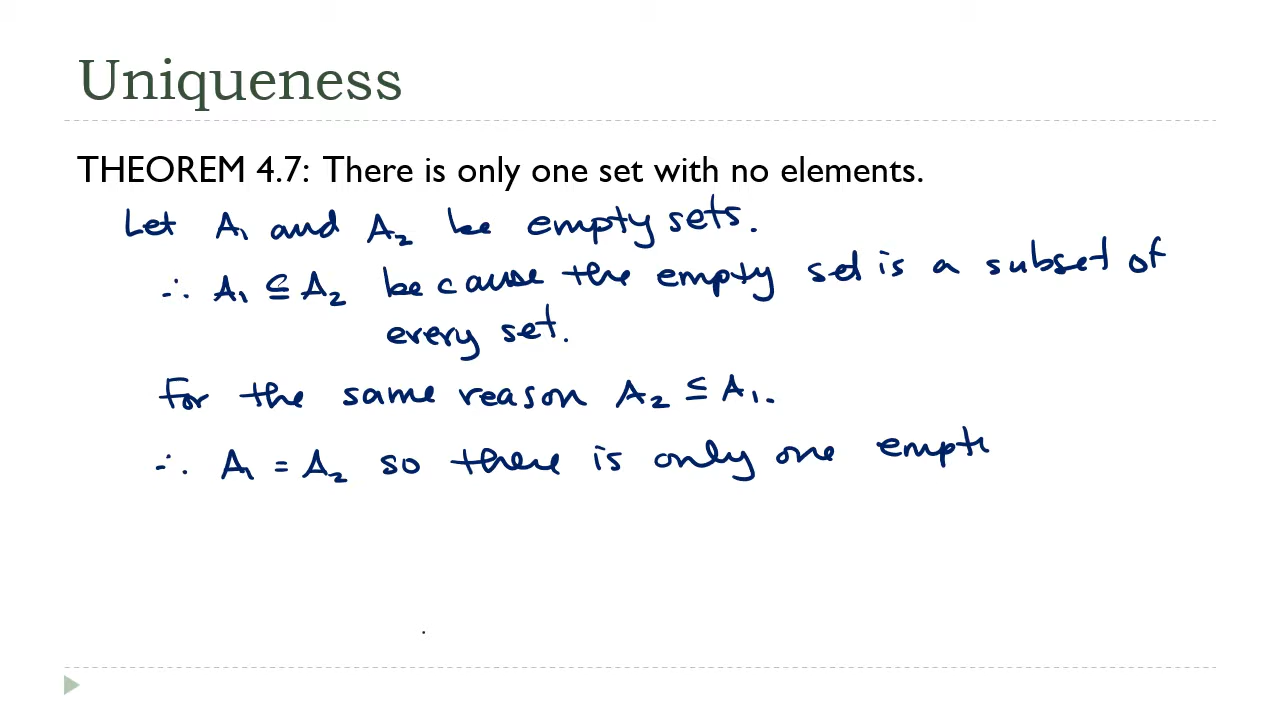 Uniqueness
THEOREM 4.7: There is only one set with no elements.
Let A₁ and A₂ be empty sets.
∴ A₁ ⊆ A₂ because the empty set is a subset of
every set.
For the same reason A₂ ⊆ A₁.
∴ A₁ = A₂ so there is only one empt